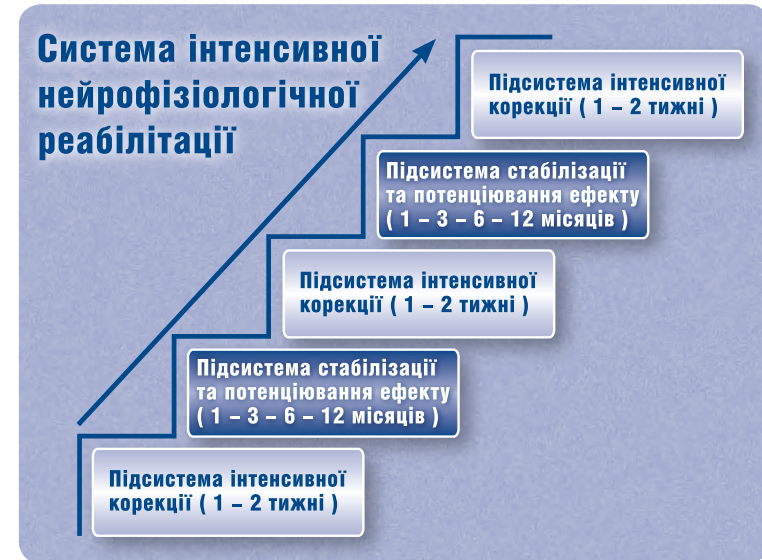 Система інтенсивної
нейрофізіологічної
реабілітації
Підсистема інтенсивної
корекції ( 1 – 2 тижні )
Підсистема стабілізації
та потенціювання ефекту
( 1 – 3 – 6 – 12 місяців )
Підсистема інтенсивної
корекції ( 1 – 2 тижні )
Підсистема стабілізації
та потенціювання ефекту
( 1 – 3 – 6 – 12 місяців )
Підсистема інтенсивної
корекції ( 1 – 2 тижні )